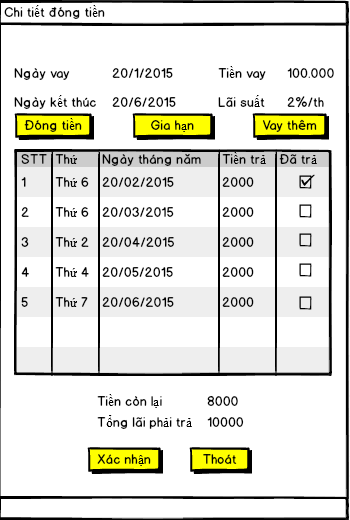 Chi tiết đông tiền
Ngày vay 20/1/2015 Tiền vay 100.000
Ngày kết thúc 20/6/2015 Lãi suất 2%/th
Đông tiền Gia hạn Vay thêm
STT Thứ Ngày tháng năm Tiền trả Đã trả
1 Thứ 6 20/02/2015 2000
2 Thứ 6 20/03/2015 2000
3 Thứ 2 20/04/2015 2000
4 Thứ 4 20/05/2015 2000
5 Thứ 7 20/06/2015 2000
Tiền còn lại 8000
Tổng lãi phải trả 10000
Xác nhận Thoát